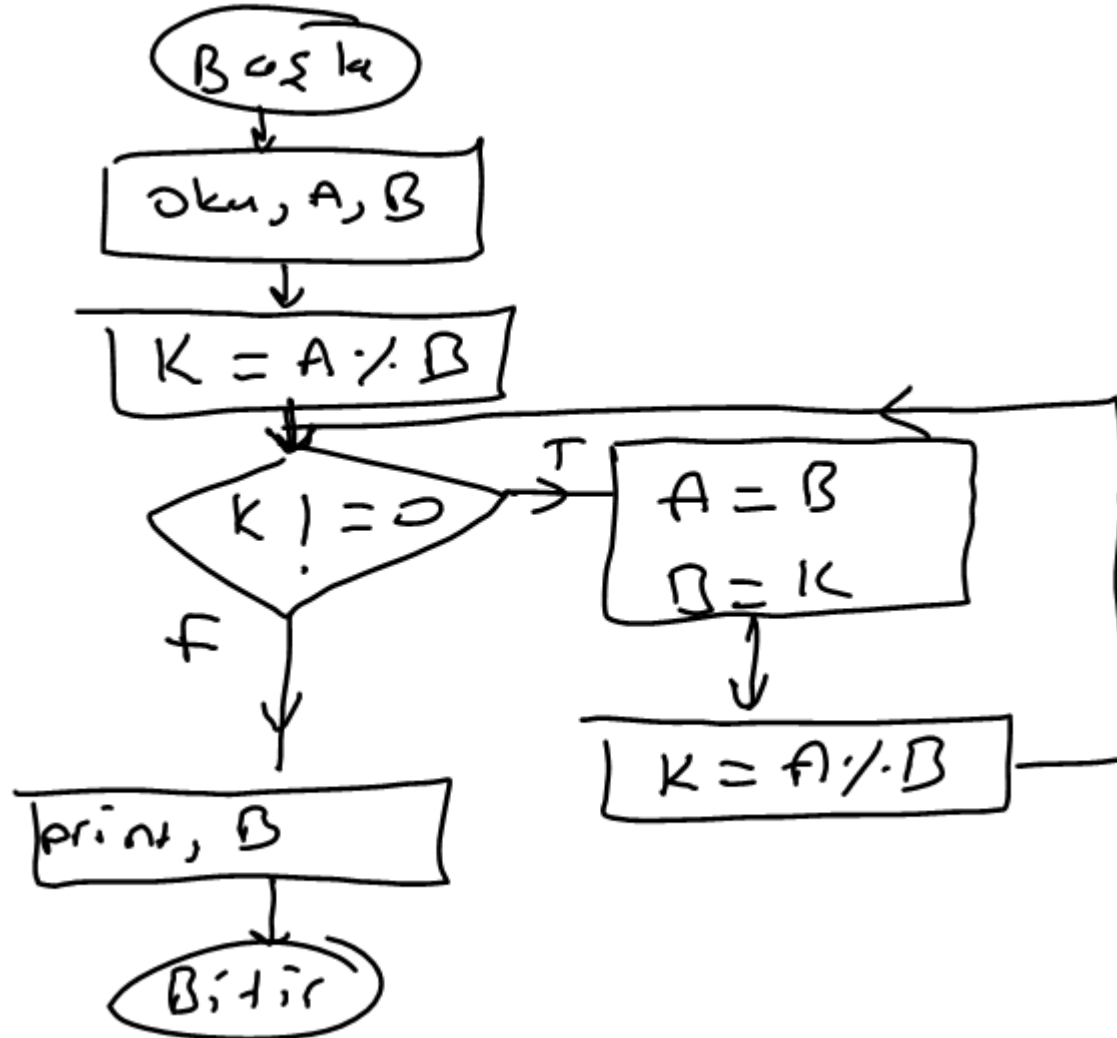 Başla
oku, A, B
K = A % B
K != 0
T
A = B
B = K
K = A % B
F
print, B
Bitir